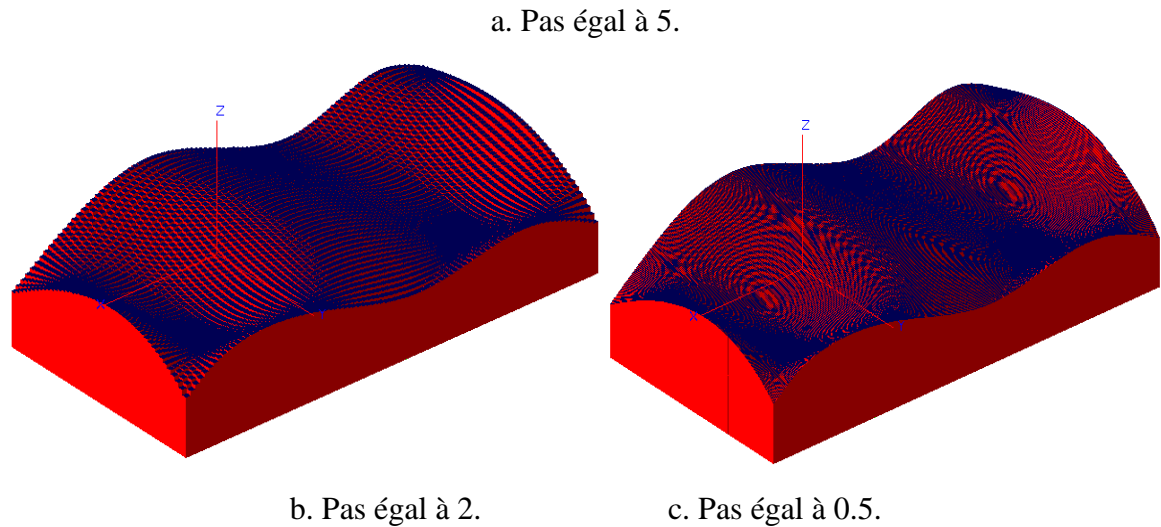 a. Pas égal à 5.
Z
X
Y
Z
X
Y
b. Pas égal à 2. c. Pas égal à 0.5.